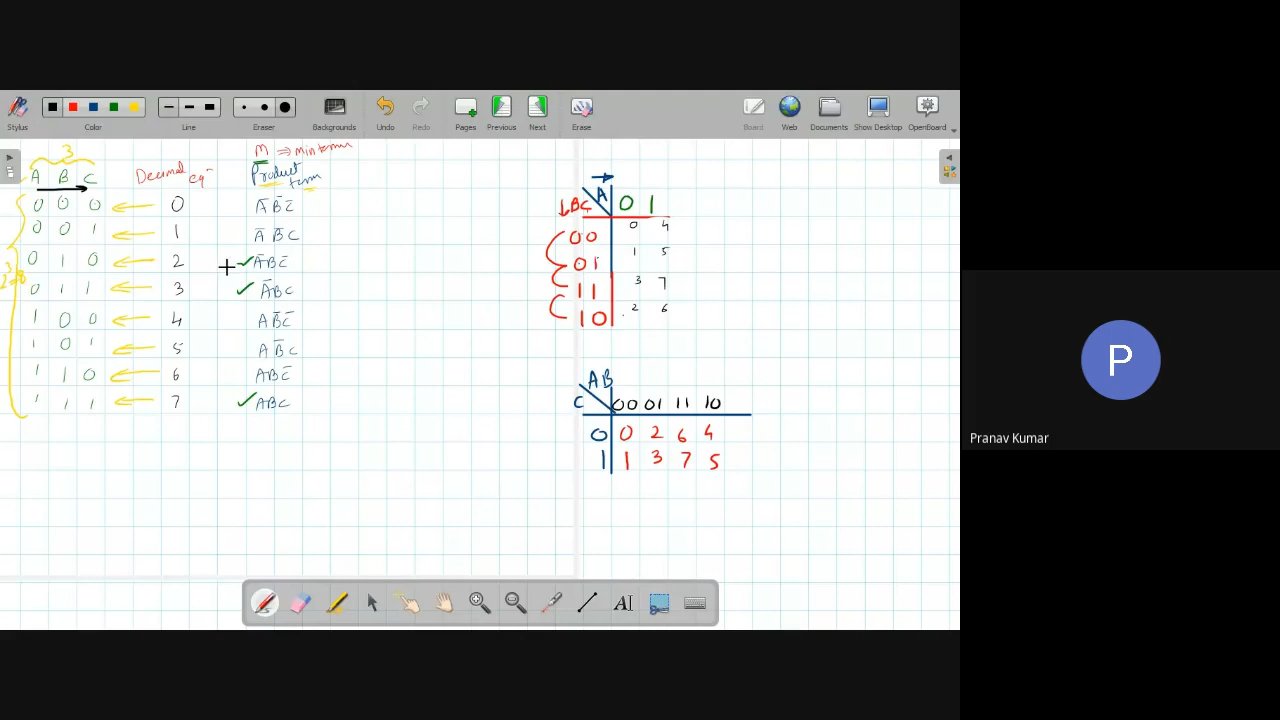 Stylus Color Line Eraser Backgrounds Undo Redo Pages Previous Next Erase Board Web Documents Show Desktop OpenBoard
3
M ⇒ minterms
A B C Decimal eqⁿ Product term
0 0 0 ← 0 A̅B̅C̅
0 0 1 ← 1 A̅B̅C
0 1 0 ← 2 ✓ A̅BC̅
0 1 1 ← 3 ✓ A̅BC
1 0 0 ← 4 AB̅C̅
1 0 1 ← 5 AB̅C
1 1 0 ← 6 ABC̅
1 1 1 ← 7 ✓ ABC
2³=8
→
↓BC A 0 1
00 0 4
01 1 5
11 3 7
10 2 6
AB
C 00 01 11 10
0 0 2 6 4
1 1 3 7 5
AI
P
Pranav Kumar